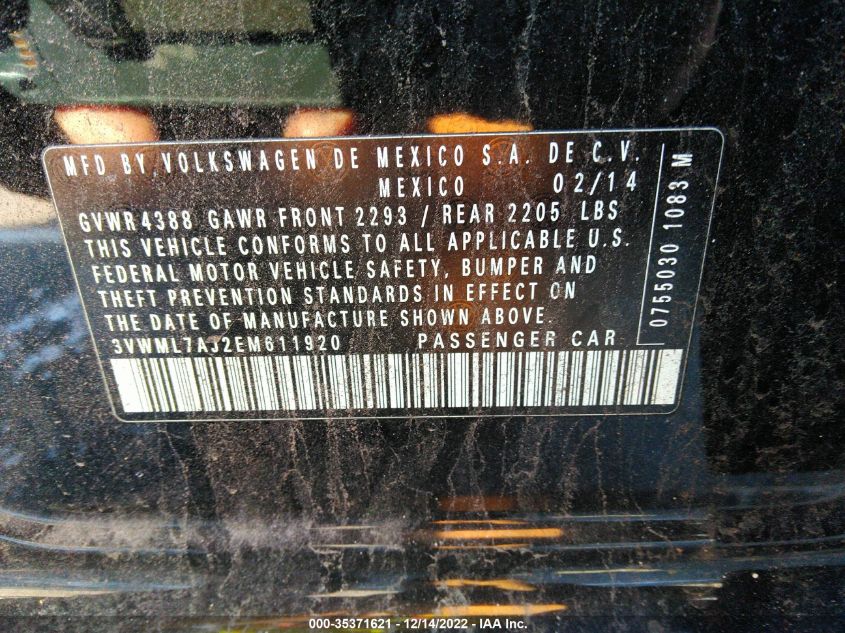 MFD BY VOLKSWAGEN DE MEXICO S.A. DE C.V.
MEXICO 02/14
GVWR 4388 GAWR FRONT 2293 / REAR 2205 LBS
THIS VEHICLE CONFORMS TO ALL APPLICABLE U.S.
FEDERAL MOTOR VEHICLE SAFETY, BUMPER AND
THEFT PREVENTION STANDARDS IN EFFECT ON
THE DATE OF MANUFACTURE SHOWN ABOVE.
3VWML7AJ2EM611920 PASSENGER CAR
0755030 1083 M
000-35371621 - 12/14/2022 - IAA Inc.